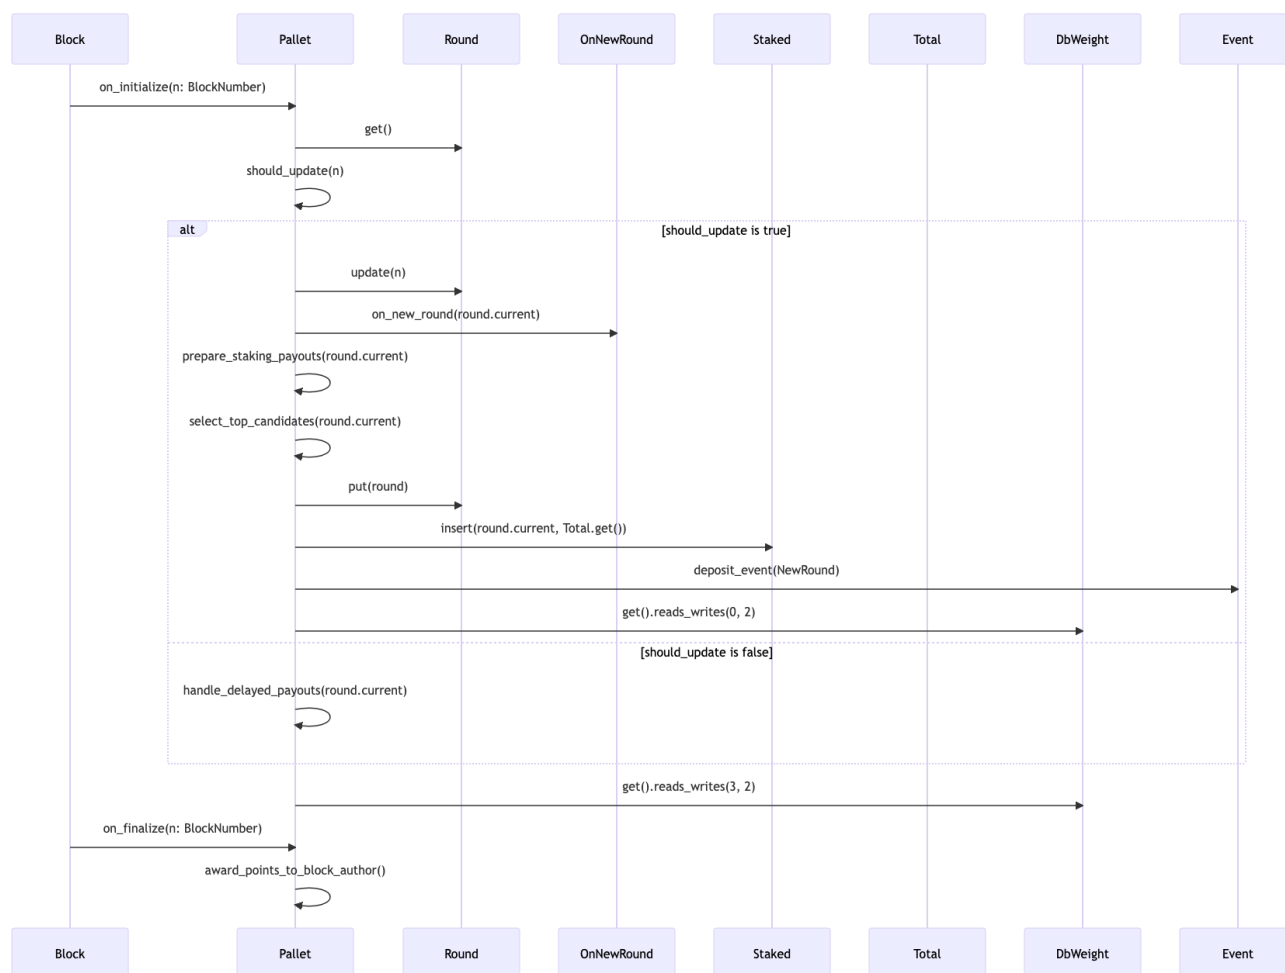 Block Pallet Round OnNewRound Staked Total DbWeight Event
on_initialize(n: BlockNumber)
get()
should_update(n)
alt [should_update is true]
update(n)
on_new_round(round.current)
prepare_staking_payouts(round.current)
select_top_candidates(round.current)
put(round)
insert(round.current, Total.get())
deposit_event(NewRound)
get().reads_writes(0, 2)
[should_update is false]
handle_delayed_payouts(round.current)
get().reads_writes(3, 2)
on_finalize(n: BlockNumber)
award_points_to_block_author()
Block Pallet Round OnNewRound Staked Total DbWeight Event